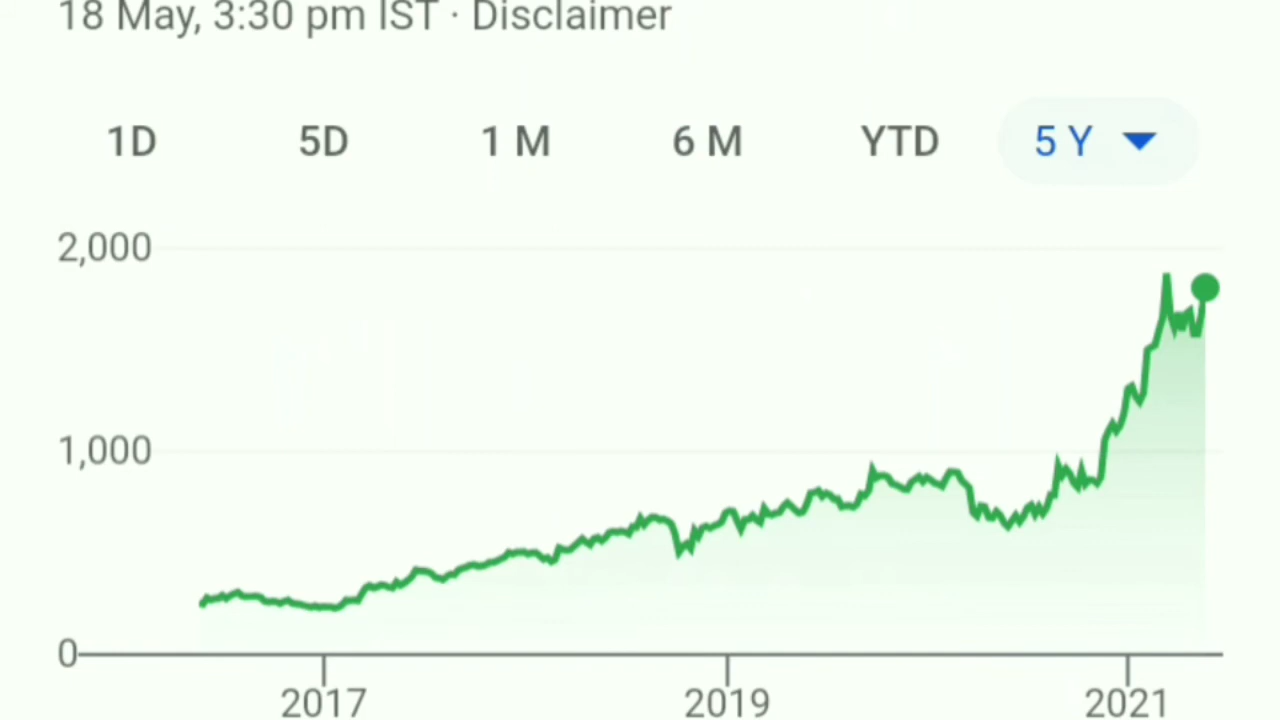 18 May, 3:30 pm IST · Disclaimer
1D 5D 1 M 6 M YTD 5 Y
2,000
1,000
0
2017 2019 2021